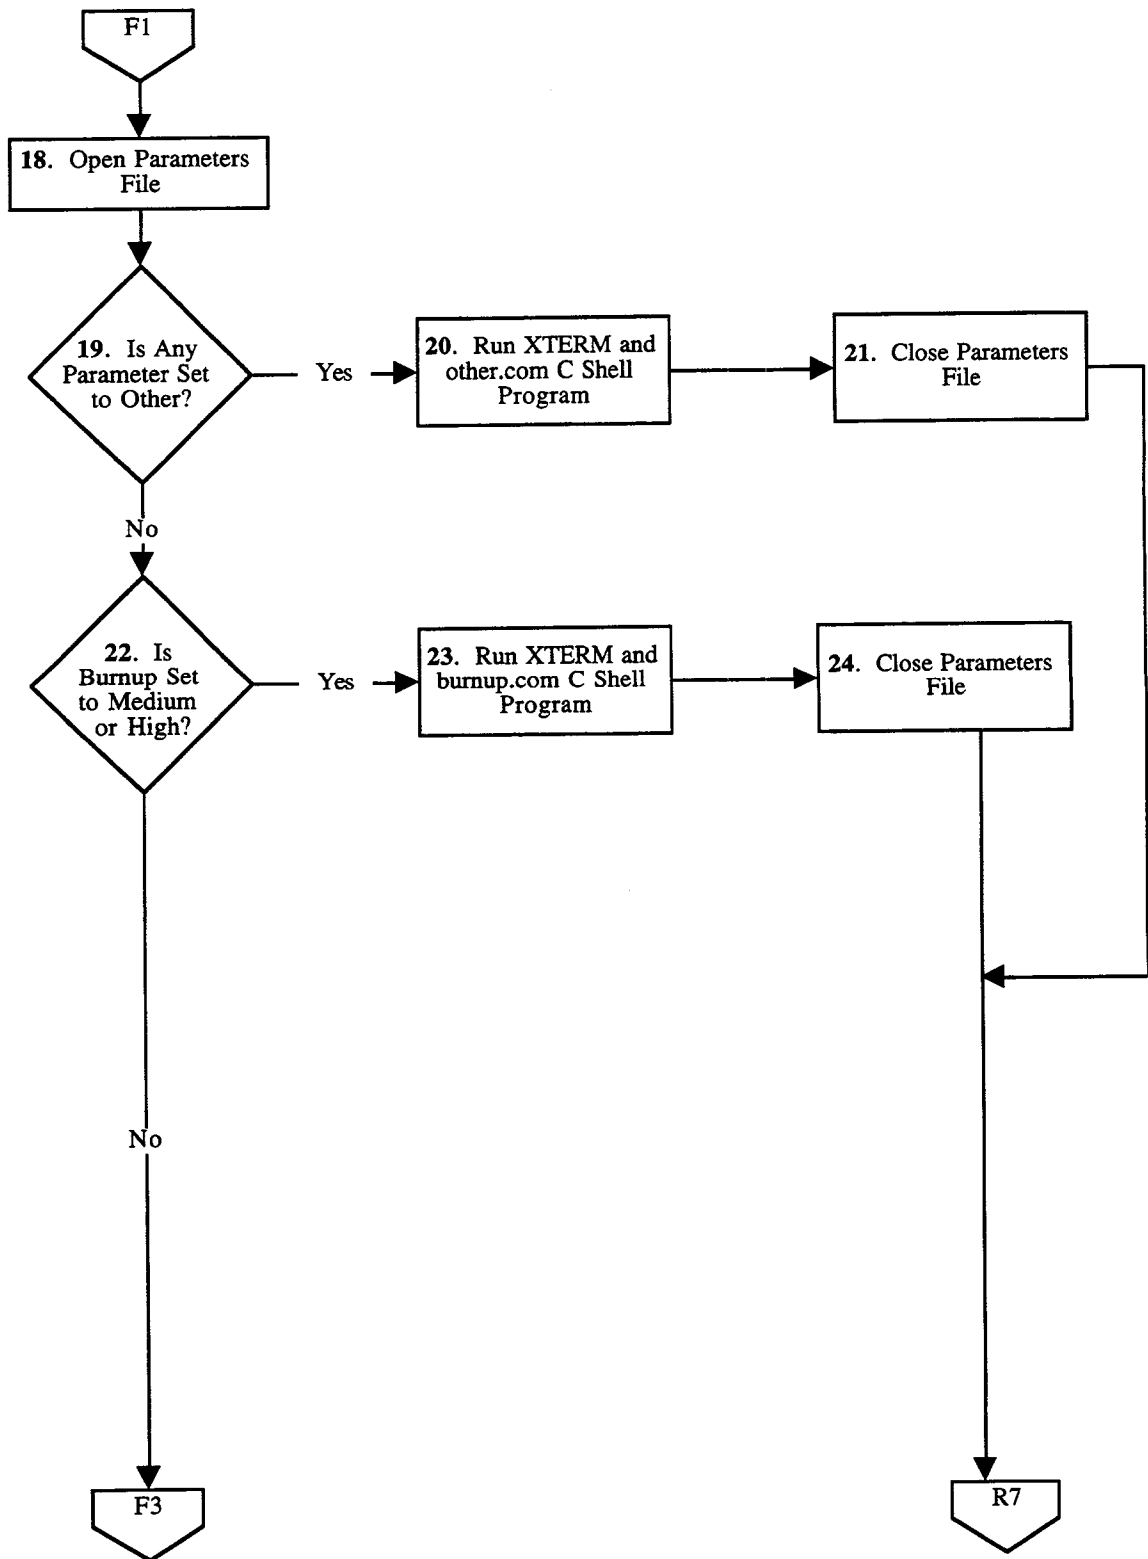 F1
18. Open Parameters
File
19. Is Any
Parameter Set
to Other?
Yes
20. Run XTERM and
other.com C Shell
Program
21. Close Parameters
File
No
22. Is
Burnup Set
to Medium
or High?
Yes
23. Run XTERM and
burnup.com C Shell
Program
24. Close Parameters
File
No
F3
R7